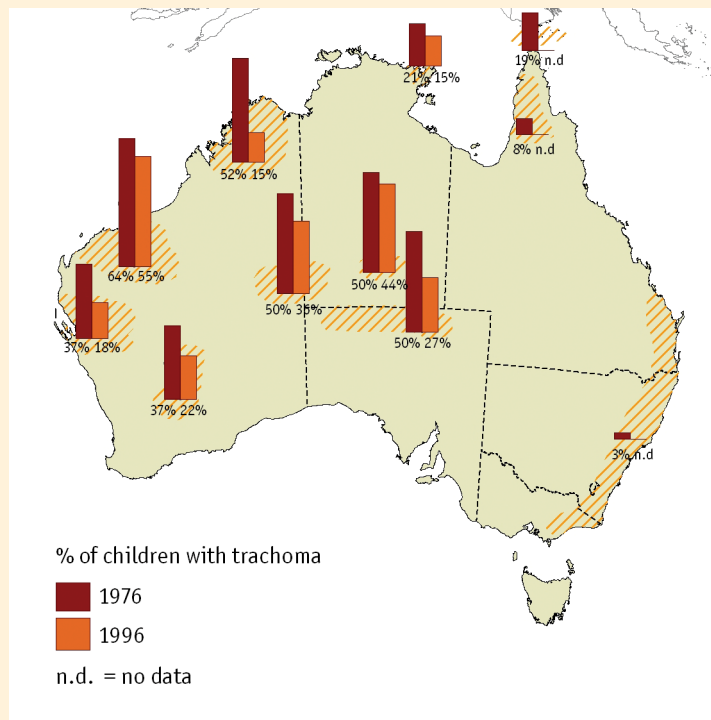 19% n.d
21% 15%
8% n.d
52% 15%
64% 55%
50% 44%
50% 36%
50% 27%
37% 18%
37% 22%
3% n.d
% of children with trachoma
1976
1996
n.d. = no data